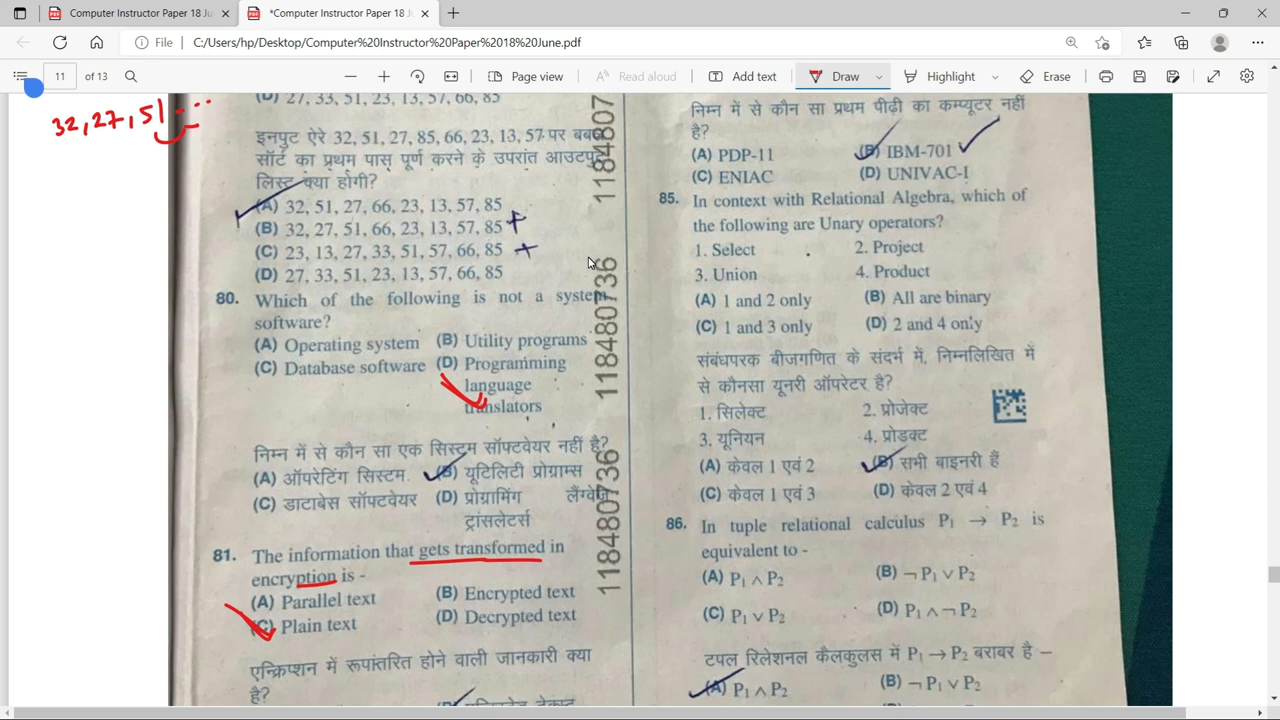 Computer Instructor Paper 18 Ju
*Computer Instructor Paper 18 J
File C:/Users/hp/Desktop/Computer%20Instructor%20Paper%2018%20June.pdf
11 of 13
Page view
Read aloud
Add text
Draw
Highlight
Erase
32, 27, 51 ...
(D) 27, 33, 51, 23, 13, 57, 66, 85
इनपुट ऐरे 32, 51, 27, 85, 66, 23, 13, 57 पर बबल
सॉर्ट का प्रथम पास पूर्ण करने के उपरांत आउटपुट
लिस्ट क्या होगी?
(A) 32, 51, 27, 66, 23, 13, 57, 85
(B) 32, 27, 51, 66, 23, 13, 57, 85
(C) 23, 13, 27, 33, 51, 57, 66, 85
(D) 27, 33, 51, 23, 13, 57, 66, 85
80. Which of the following is not a system
software?
(A) Operating system (B) Utility programs
(C) Database software (D) Programming
language
translators
निम्न में से कौन सा एक सिस्टम सॉफ्टवेयर नहीं है?
(A) ऑपरेटिंग सिस्टम (B) यूटिलिटी प्रोग्राम्स
(C) डाटाबेस सॉफ्टवेयर (D) प्रोग्रामिंग लैंग्वेज
ट्रांसलेटर्स
81. The information that gets transformed in
encryption is -
(A) Parallel text (B) Encrypted text
(C) Plain text (D) Decrypted text
एन्क्रिप्शन में रूपांतरित होने वाली जानकारी क्या
है?
1184807
118480736
118480736
निम्न में से कौन सा प्रथम पीढ़ी का कम्प्यूटर नहीं
है?
(A) PDP-11 (B) IBM-701
(C) ENIAC (D) UNIVAC-I
85. In context with Relational Algebra, which of
the following are Unary operators?
1. Select 2. Project
3. Union 4. Product
(A) 1 and 2 only (B) All are binary
(C) 1 and 3 only (D) 2 and 4 only
संबंधपरक बीजगणित के संदर्भ में, निम्नलिखित में
से कौनसा यूनरी ऑपरेटर है?
1. सिलेक्ट 2. प्रोजेक्ट
3. यूनियन 4. प्रोडक्ट
(A) केवल 1 एवं 2 (B) सभी बाइनरी हैं
(C) केवल 1 एवं 3 (D) केवल 2 एवं 4
86. In tuple relational calculus P₁ → P₂ is
equivalent to -
(A) P₁ ∧ P₂ (B) ¬ P₁ ∨ P₂
(C) P₁ ∨ P₂ (D) P₁ ∧ ¬ P₂
टपल रिलेशनल कैलकुलस में P₁ → P₂ बराबर है –
(A) P₁ ∧ P₂ (B) ¬ P₁ ∨ P₂